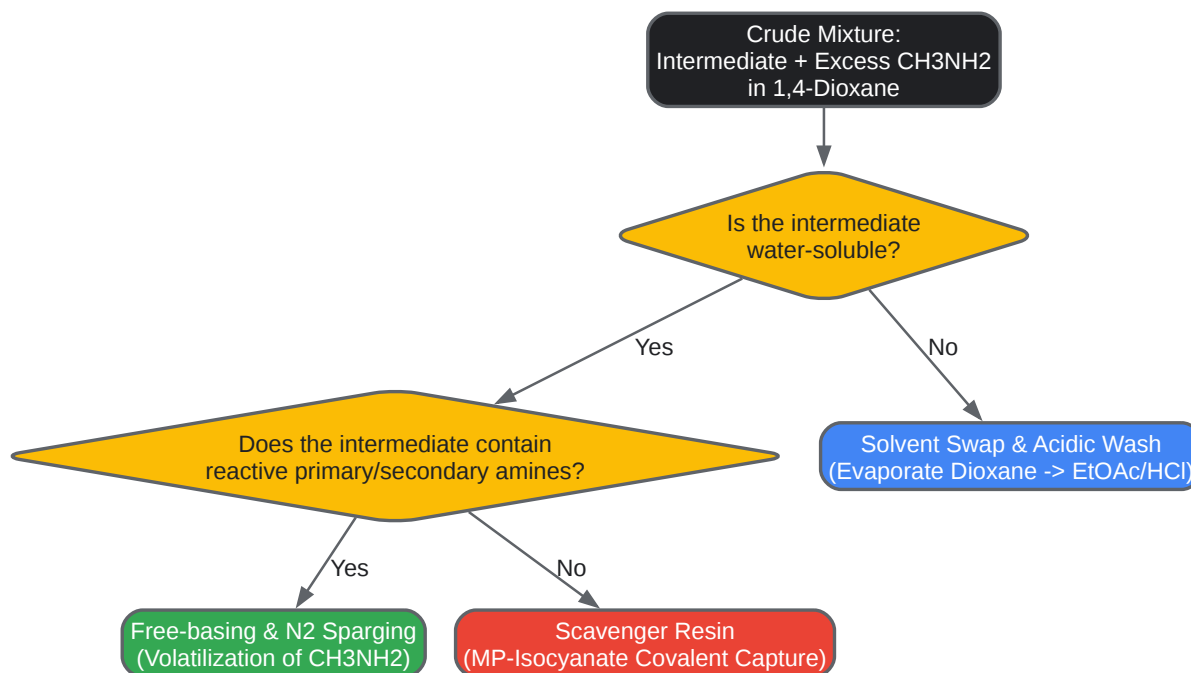 Crude Mixture:
Intermediate + Excess CH3NH2
in 1,4-Dioxane
Is the intermediate
water-soluble?
Yes
No
Does the intermediate contain
reactive primary/secondary amines?
Solvent Swap & Acidic Wash
(Evaporate Dioxane -> EtOAc/HCl)
Yes
No
Free-basing & N2 Sparging
(Volatilization of CH3NH2)
Scavenger Resin
(MP-Isocyanate Covalent Capture)